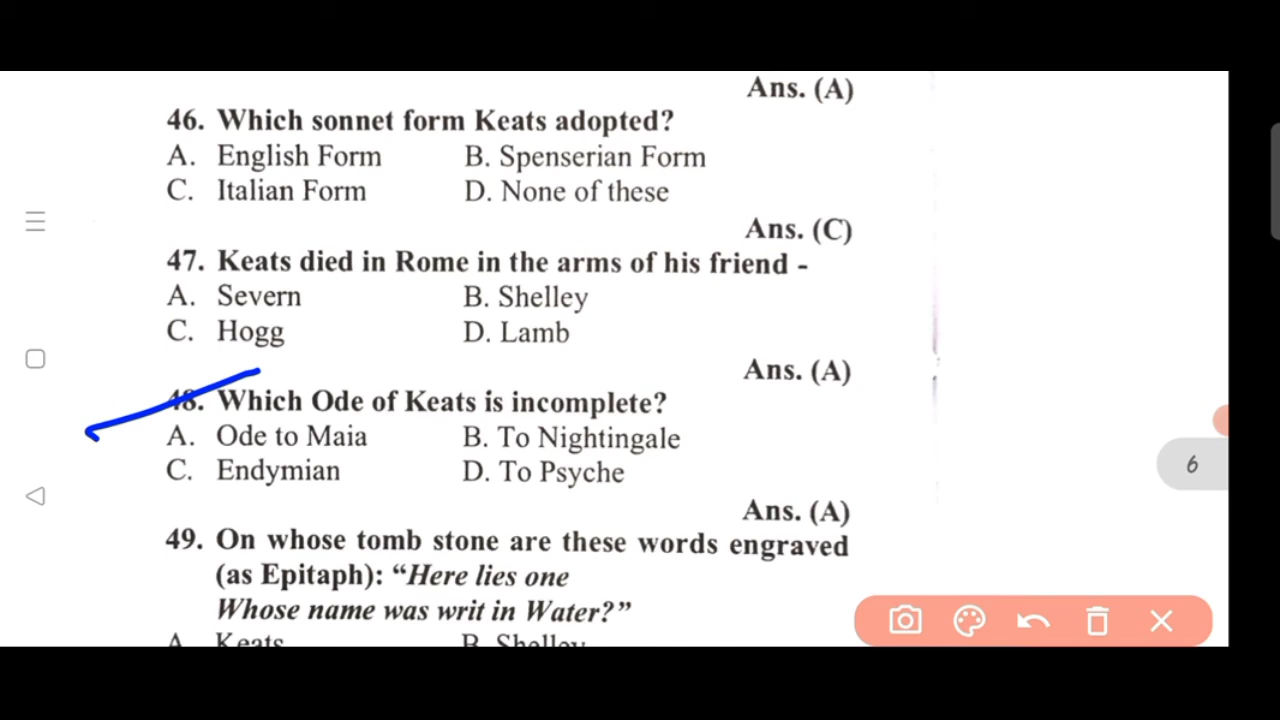 Ans. (A)
46. Which sonnet form Keats adopted?
A. English Form B. Spenserian Form
C. Italian Form D. None of these
Ans. (C)
47. Keats died in Rome in the arms of his friend -
A. Severn B. Shelley
C. Hogg D. Lamb
Ans. (A)
48. Which Ode of Keats is incomplete?
A. Ode to Maia B. To Nightingale
C. Endymian D. To Psyche
6
Ans. (A)
49. On whose tomb stone are these words engraved
(as Epitaph): “Here lies one
Whose name was writ in Water?”
A. Keats B. Shelley